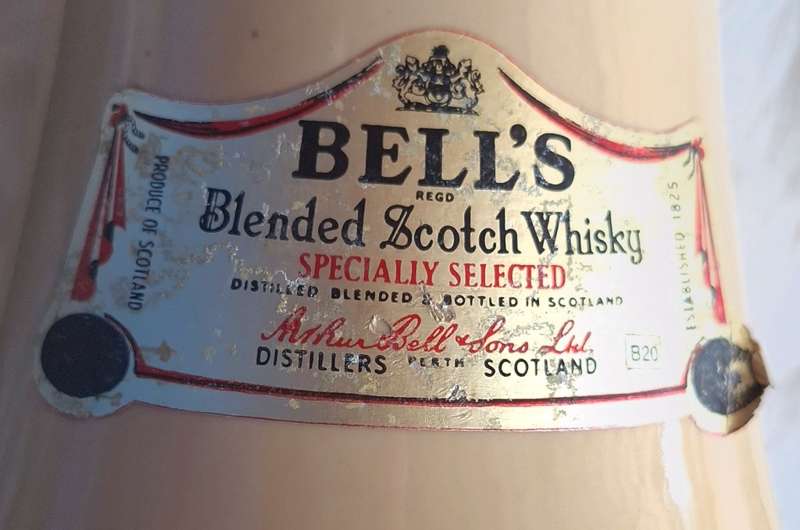 BELL'S
REGD
Blended Scotch Whisky
SPECIALLY SELECTED
DISTILLED BLENDED & BOTTLED IN SCOTLAND
Arthur Bell & Sons Ltd.
DISTILLERS PERTH SCOTLAND
B20
PRODUCE OF SCOTLAND
ESTABLISHED 1825